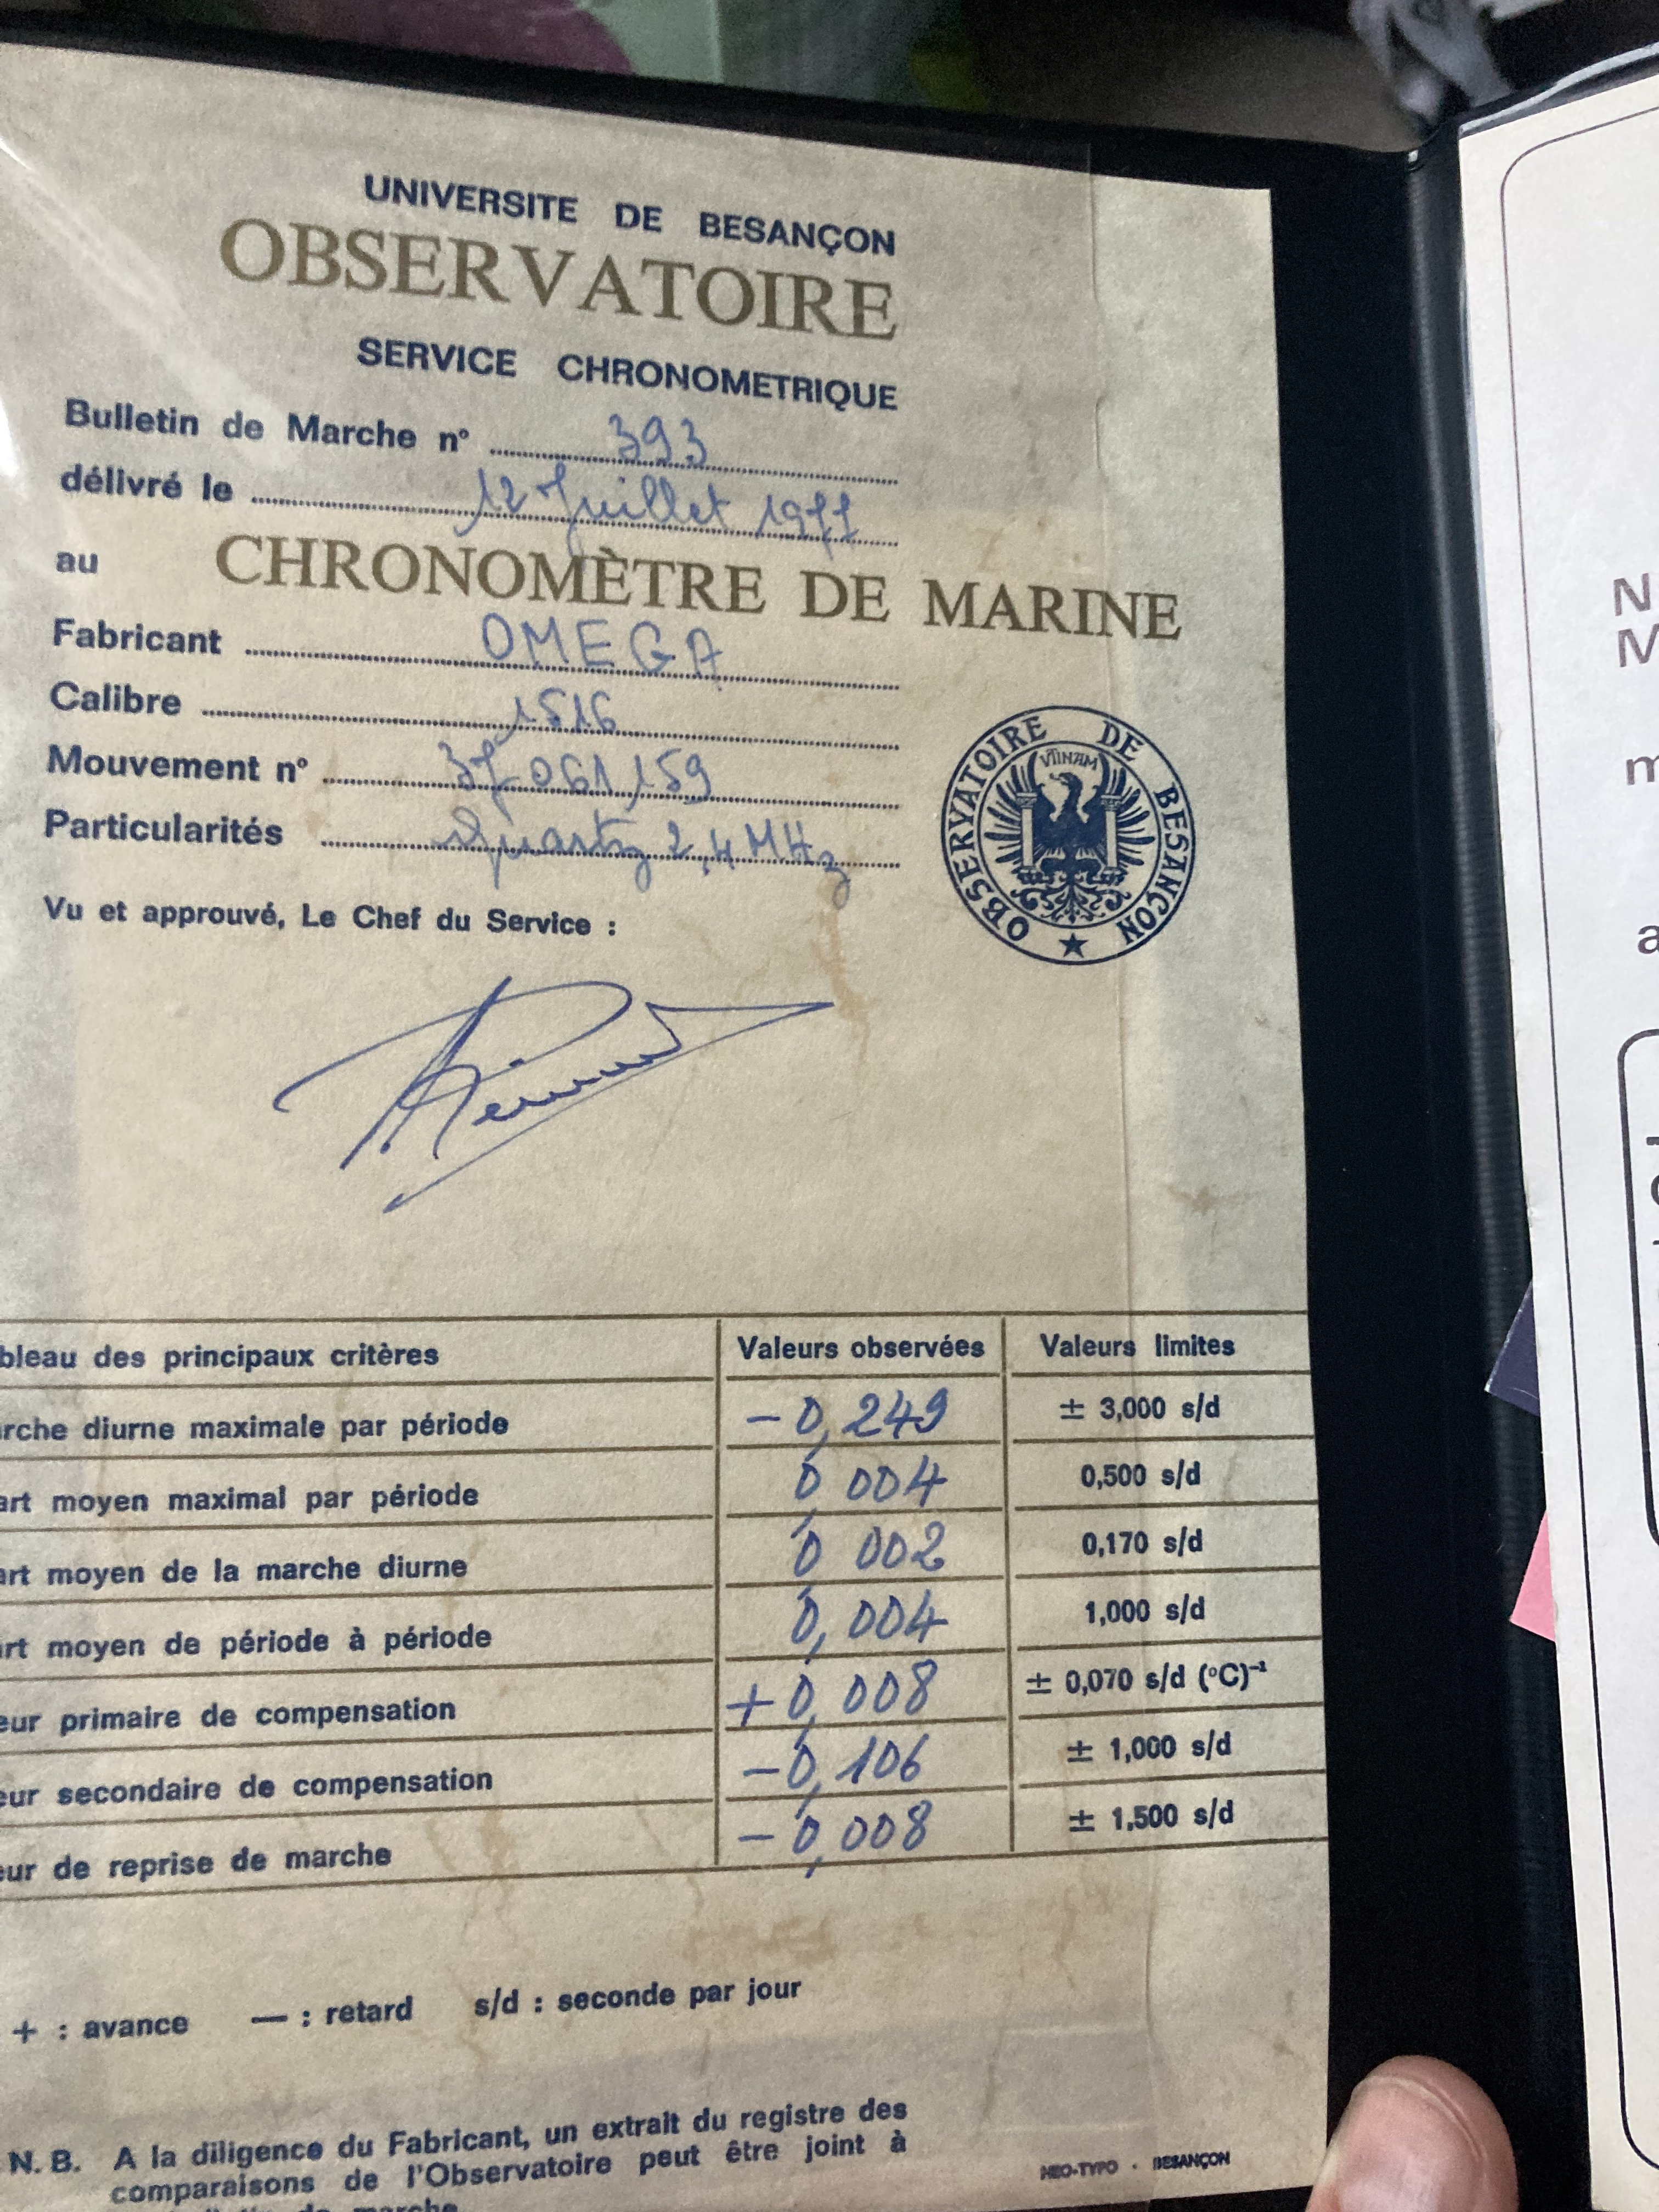 UNIVERSITE DE BESANÇON
OBSERVATOIRE
SERVICE CHRONOMETRIQUE
Bulletin de Marche n° 393
délivré le 12 Juillet 1977
au CHRONOMÈTRE DE MARINE
Fabricant OMEGA
Calibre 1516
Mouvement n° 37 061,159
Particularités Quartz 2,4 MHz
OBSERVATOIRE DE BESANÇON
Vu et approuvé, Le Chef du Service :
bleau des principaux critères Valeurs observées Valeurs limites
rche diurne maximale par période - 0,249 ± 3,000 s/d
art moyen maximal par période 0,004 0,500 s/d
art moyen de la marche diurne 0,002 0,170 s/d
rt moyen de période à période 0,004 1,000 s/d
eur primaire de compensation + 0,008 ± 0,070 s/d (°C)⁻¹
eur secondaire de compensation - 0,106 ± 1,000 s/d
eur de reprise de marche - 0,008 ± 1,500 s/d
+ : avance — : retard s/d : seconde par jour
N. B. A la diligence du Fabricant, un extrait du registre des
comparaisons de l'Observatoire peut être joint à
marche
NEO-TYPO - BESANÇON